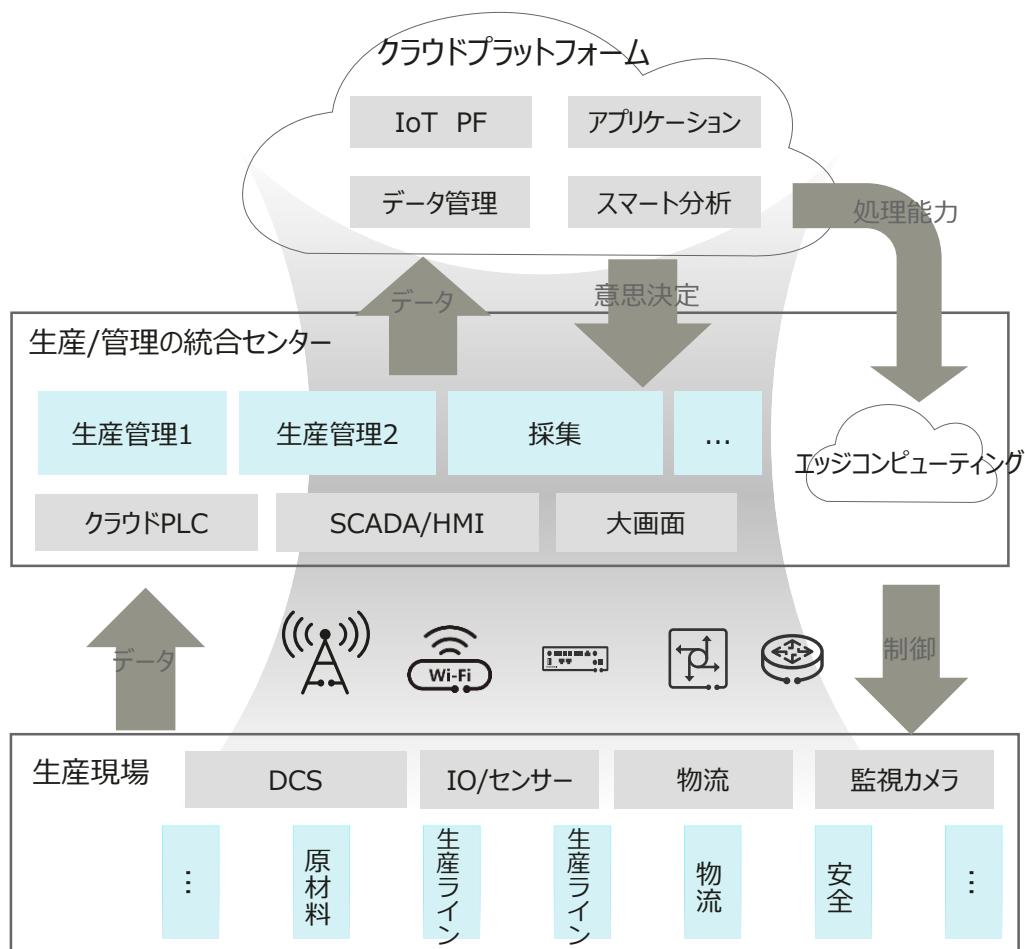 クラウドプラットフォーム
IoT PF
アプリケーション
データ管理
スマート分析
処理能力
データ
意思決定
生産/管理の統合センター
生産管理1
生産管理2
採集
...
エッジコンピューティング
クラウドPLC
SCADA/HMI
大画面
データ
Wi-Fi
制御
生産現場
DCS
IO/センサー
物流
監視カメラ
...
原材料
生産ライン
生産ライン
物流
安全
...